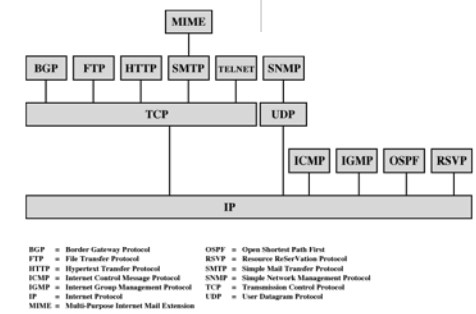 MIME
BGP FTP HTTP SMTP TELNET SNMP
TCP UDP
ICMP IGMP OSPF RSVP
IP
BGP = Border Gateway Protocol
FTP = File Transfer Protocol
HTTP = Hypertext Transfer Protocol
ICMP = Internet Control Message Protocol
IGMP = Internet Group Management Protocol
IP = Internet Protocol
MIME = Multi-Purpose Internet Mail Extension
OSPF = Open Shortest Path First
RSVP = Resource ReSerVation Protocol
SMTP = Simple Mail Transfer Protocol
SNMP = Simple Network Management Protocol
TCP = Transmission Control Protocol
UDP = User Datagram Protocol